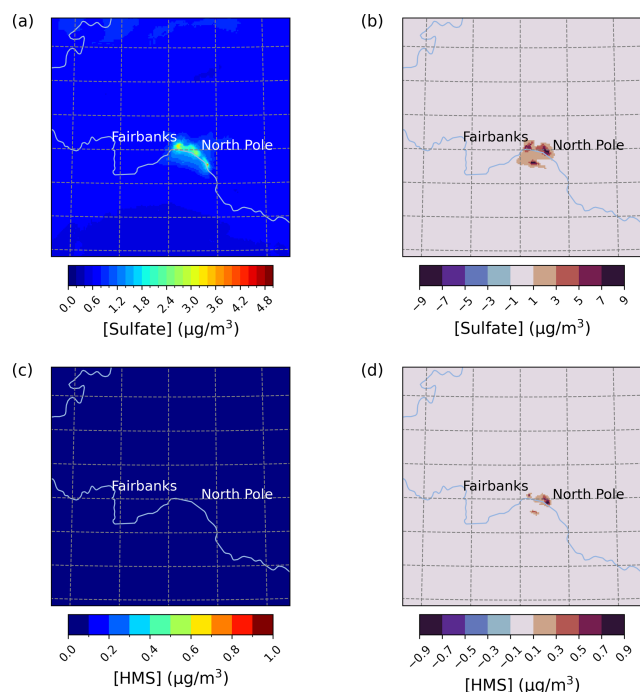 (a)
Fairbanks
North Pole
0.0 0.6 1.2 1.8 2.4 3.0 3.6 4.2 4.8
[Sulfate] (μg/m³)
(b)
Fairbanks
North Pole
−9 −7 −5 −3 −1 1 3 5 7 9
[Sulfate] (μg/m³)
(c)
Fairbanks
North Pole
0.0 0.2 0.4 0.6 0.8 1.0
[HMS] (μg/m³)
(d)
Fairbanks
North Pole
−0.9 −0.7 −0.5 −0.3 −0.1 0.1 0.3 0.5 0.7 0.9
[HMS] (μg/m³)